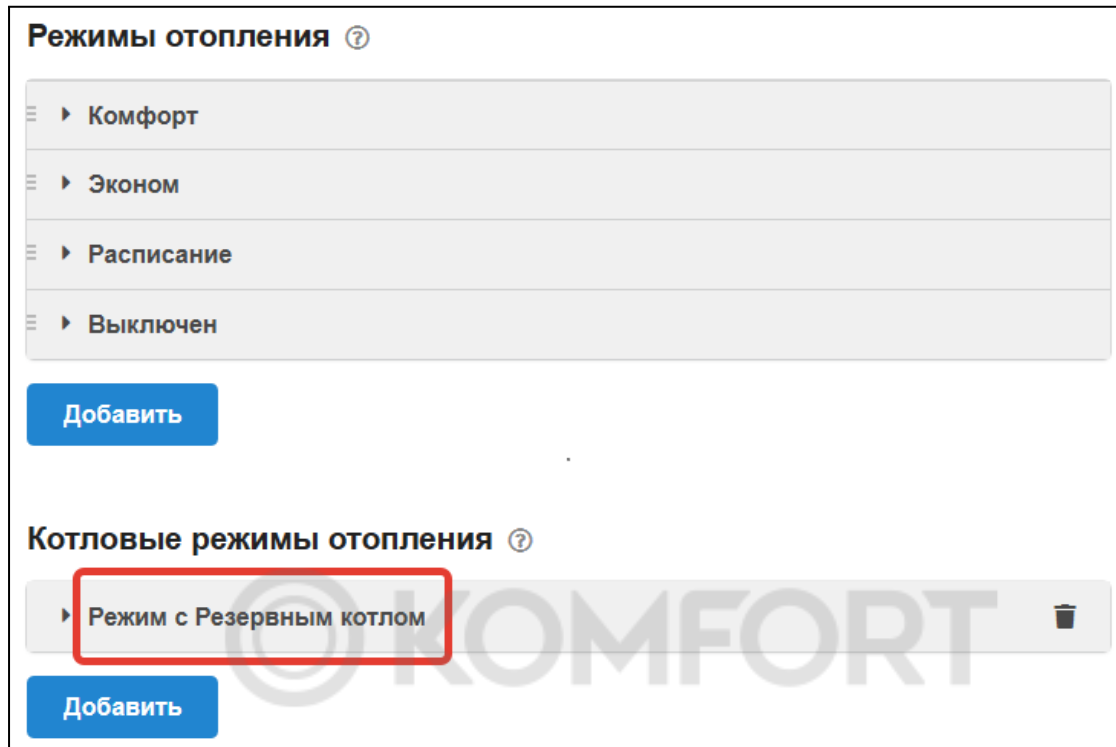 Режимы отопления ?
Комфорт
Эконом
Расписание
Выключен
Добавить
Котловые режимы отопления ?
Режим с Резервным котлом
KOMFORT
Добавить